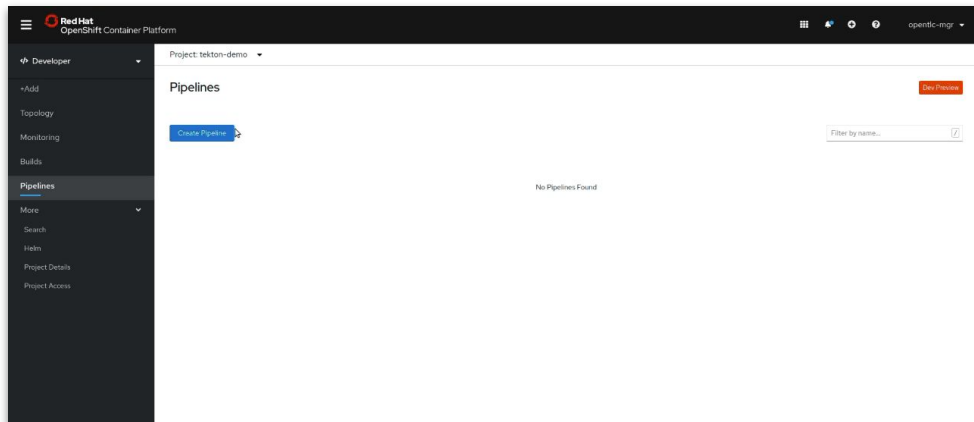 Red Hat
OpenShift Container Platform
opentlc-mgr
Developer
Project: tekton-demo
+Add
Topology
Monitoring
Builds
Pipelines
More
Search
Helm
Project Details
Project Access
Pipelines
Dev Preview
Create Pipeline
Filter by name...
/
No Pipelines Found